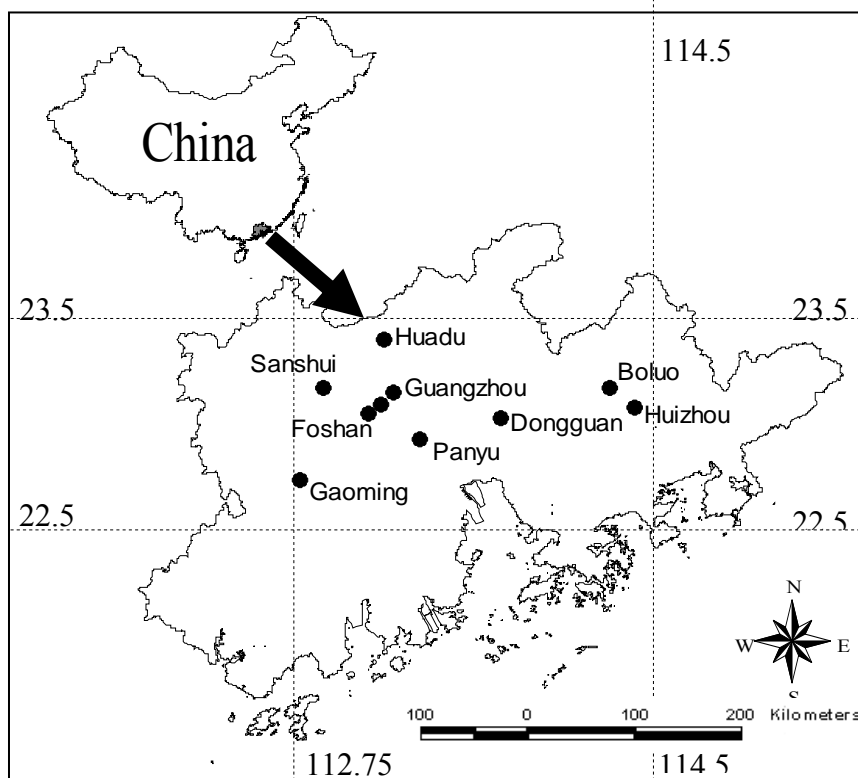 114.5
China
23.5
23.5
Huadu
Sanshui
Boluo
Guangzhou
Foshan
Dongguan
Huizhou
Panyu
Gaoming
22.5
22.5
N
W
E
S
100
0
100
200
Kilometers
112.75
114.5